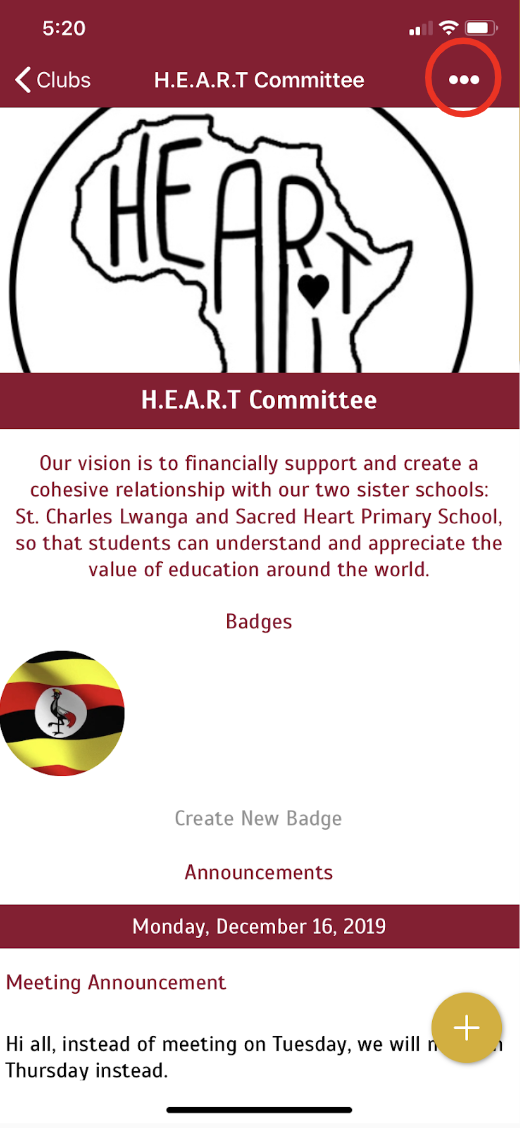 5:20
Clubs
H.E.A.R.T Committee
HEART
H.E.A.R.T Committee
Our vision is to financially support and create a
cohesive relationship with our two sister schools:
St. Charles Lwanga and Sacred Heart Primary School,
so that students can understand and appreciate the
value of education around the world.
Badges
Create New Badge
Announcements
Monday, December 16, 2019
Meeting Announcement
Hi all, instead of meeting on Tuesday, we will
Thursday instead.